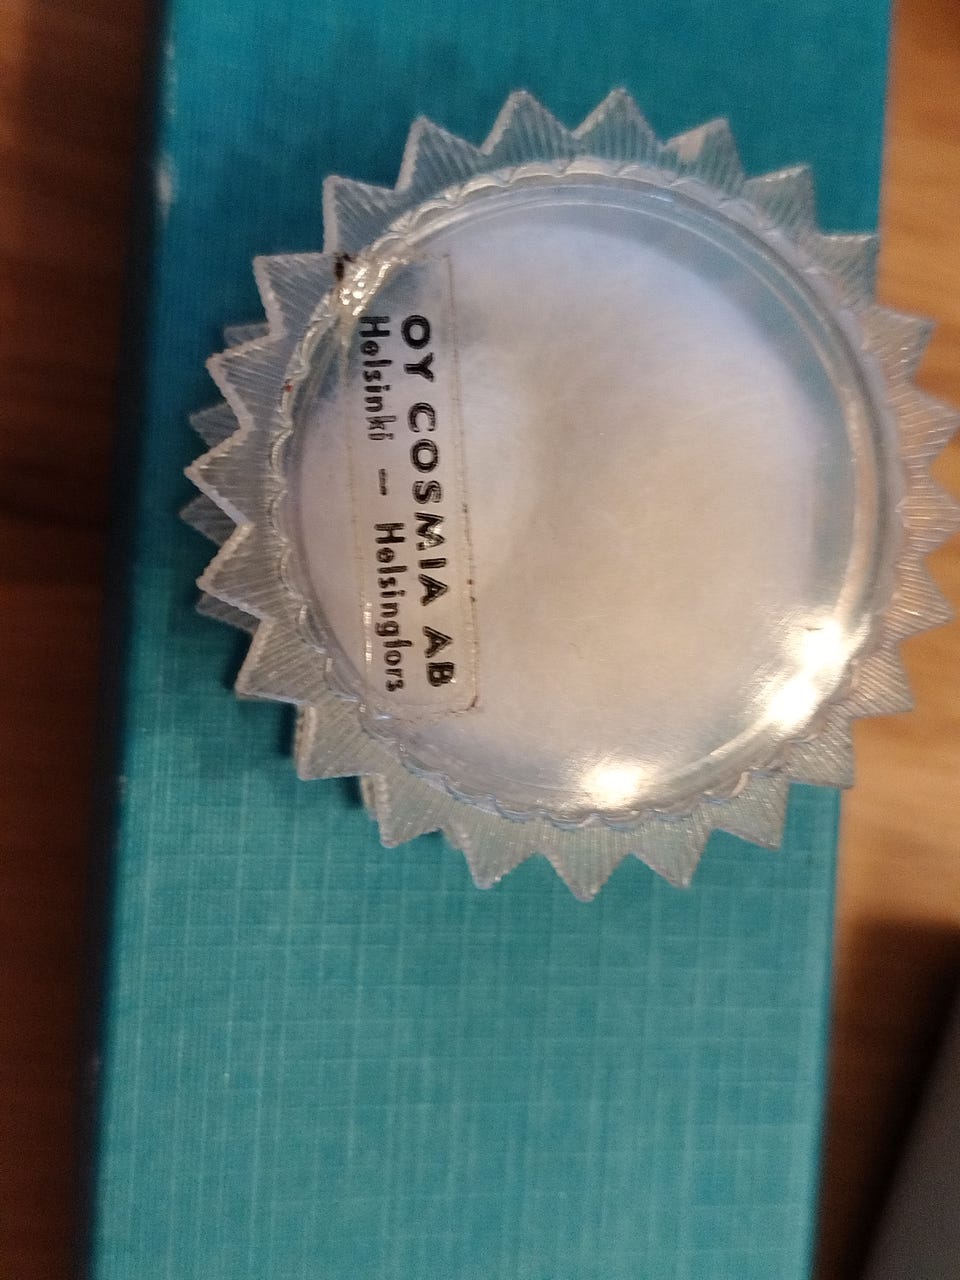 OY COSMIA AB
Helsinki — Helsingfors